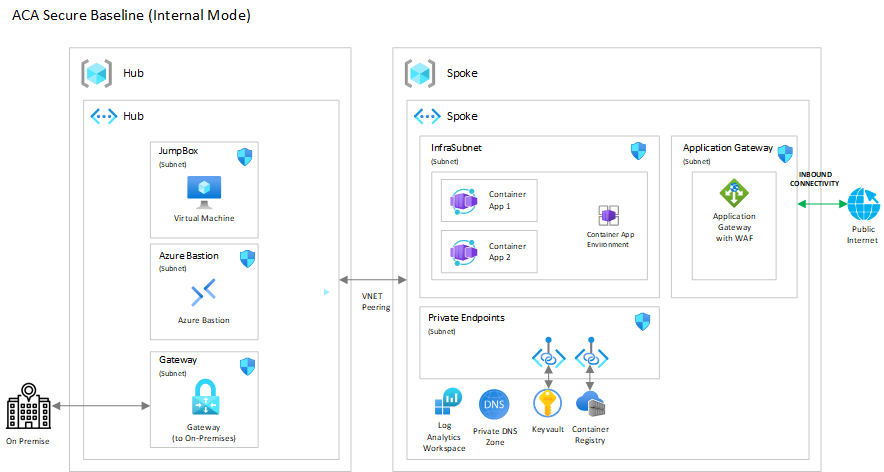 ACA Secure Baseline (Internal Mode)
Hub
Hub
JumpBox
(Subnet)
Virtual Machine
Azure Bastion
(Subnet)
Azure Bastion
Gateway
(Subnet)
Gateway
(to On-Premises)
On Premise
VNET
Peering
Spoke
Spoke
InfraSubnet
(Subnet)
Container
App 1
Container
App 2
Container App
Environment
Application Gateway
(Subnet)
Application
Gateway
with WAF
INBOUND
CONNECTIVITY
Public
Internet
Private Endpoints
(Subnet)
Log
Analytics
Workspace
DNS
Private DNS
Zone
Keyvault
Container
Registry